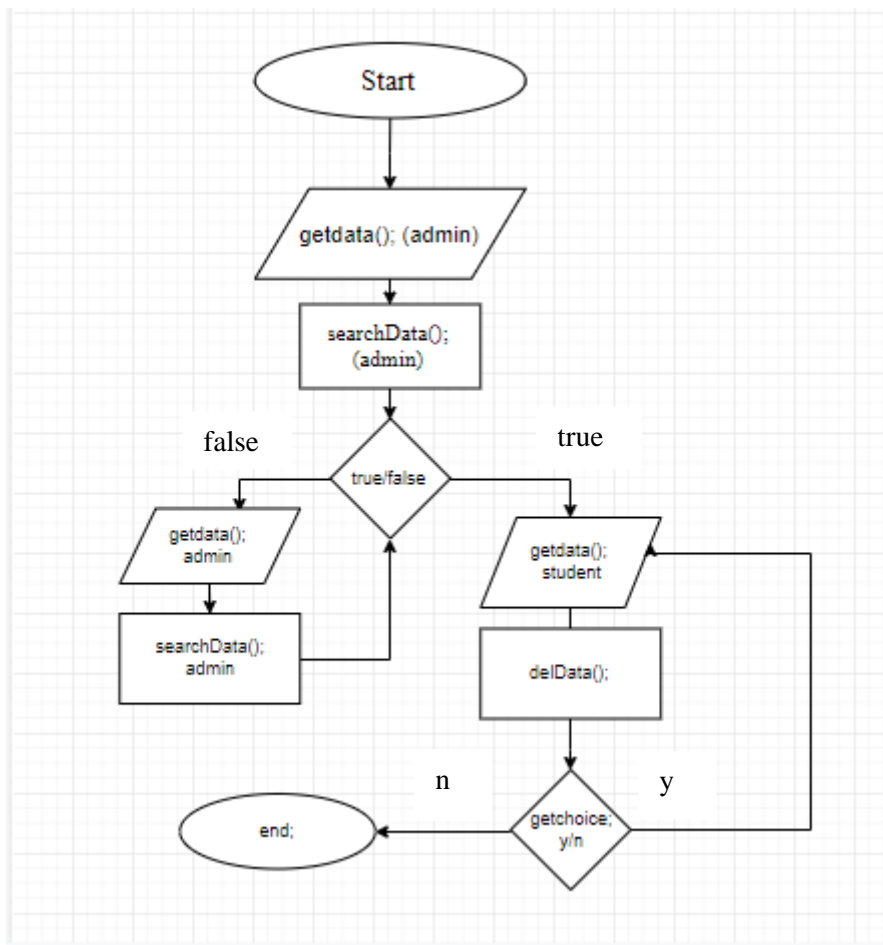 Start
getdata(); (admin)
searchData();
(admin)
false
true
true/false
getdata();
admin
getdata();
student
searchData();
admin
delData();
n
y
end;
getchoice;
y/n